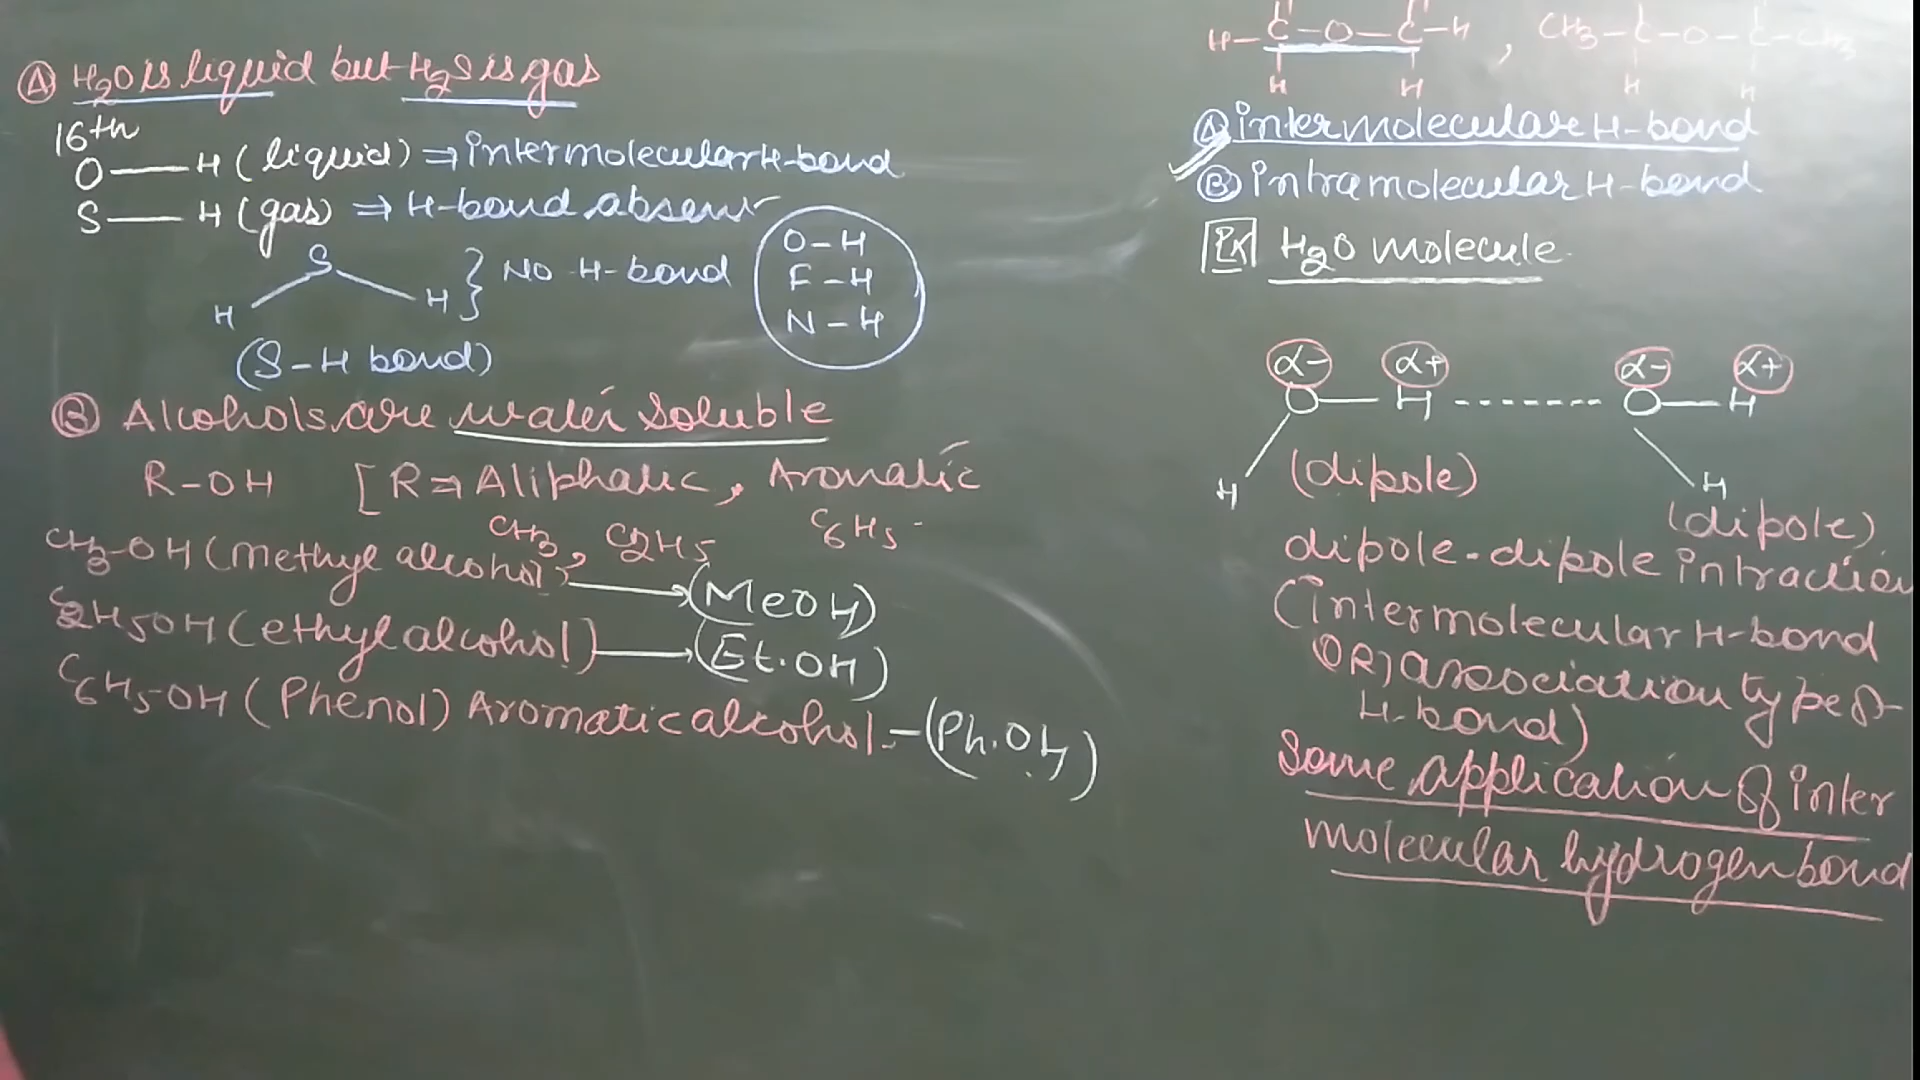 Ⓐ H2O is liquid but H2S is gas
16th
O—H (liquid) ⇒ intermolecular H-bond
S—H (gas) ⇒ H-bond absent
S
H H } NO H-bond
(S-H bond)
O-H
F-H
N-H
Ⓑ Alcohols are water soluble
R-OH [R⇒Aliphatic, Aromatic
CH3, C2H5 C6H5-
CH3-OH (methyl alcohol) → (MeOH)
C2H5OH (ethyl alcohol) → (Et.OH)
C6H5-OH (Phenol) Aromatic alcohol - (Ph.OH)
H-C-O-C-H , CH3-C-O-C-CH3
H H H H
Ⓐ intermolecular H-bond
Ⓑ intramolecular H-bond
Ex H2O molecule
α- α+ α- α+
O—H-------O—H
H (dipole) H
(dipole)
dipole-dipole intraction
(intermolecular H-bond
OR) association type of
H-bond)
Some application of inter
molecular hydrogen bond